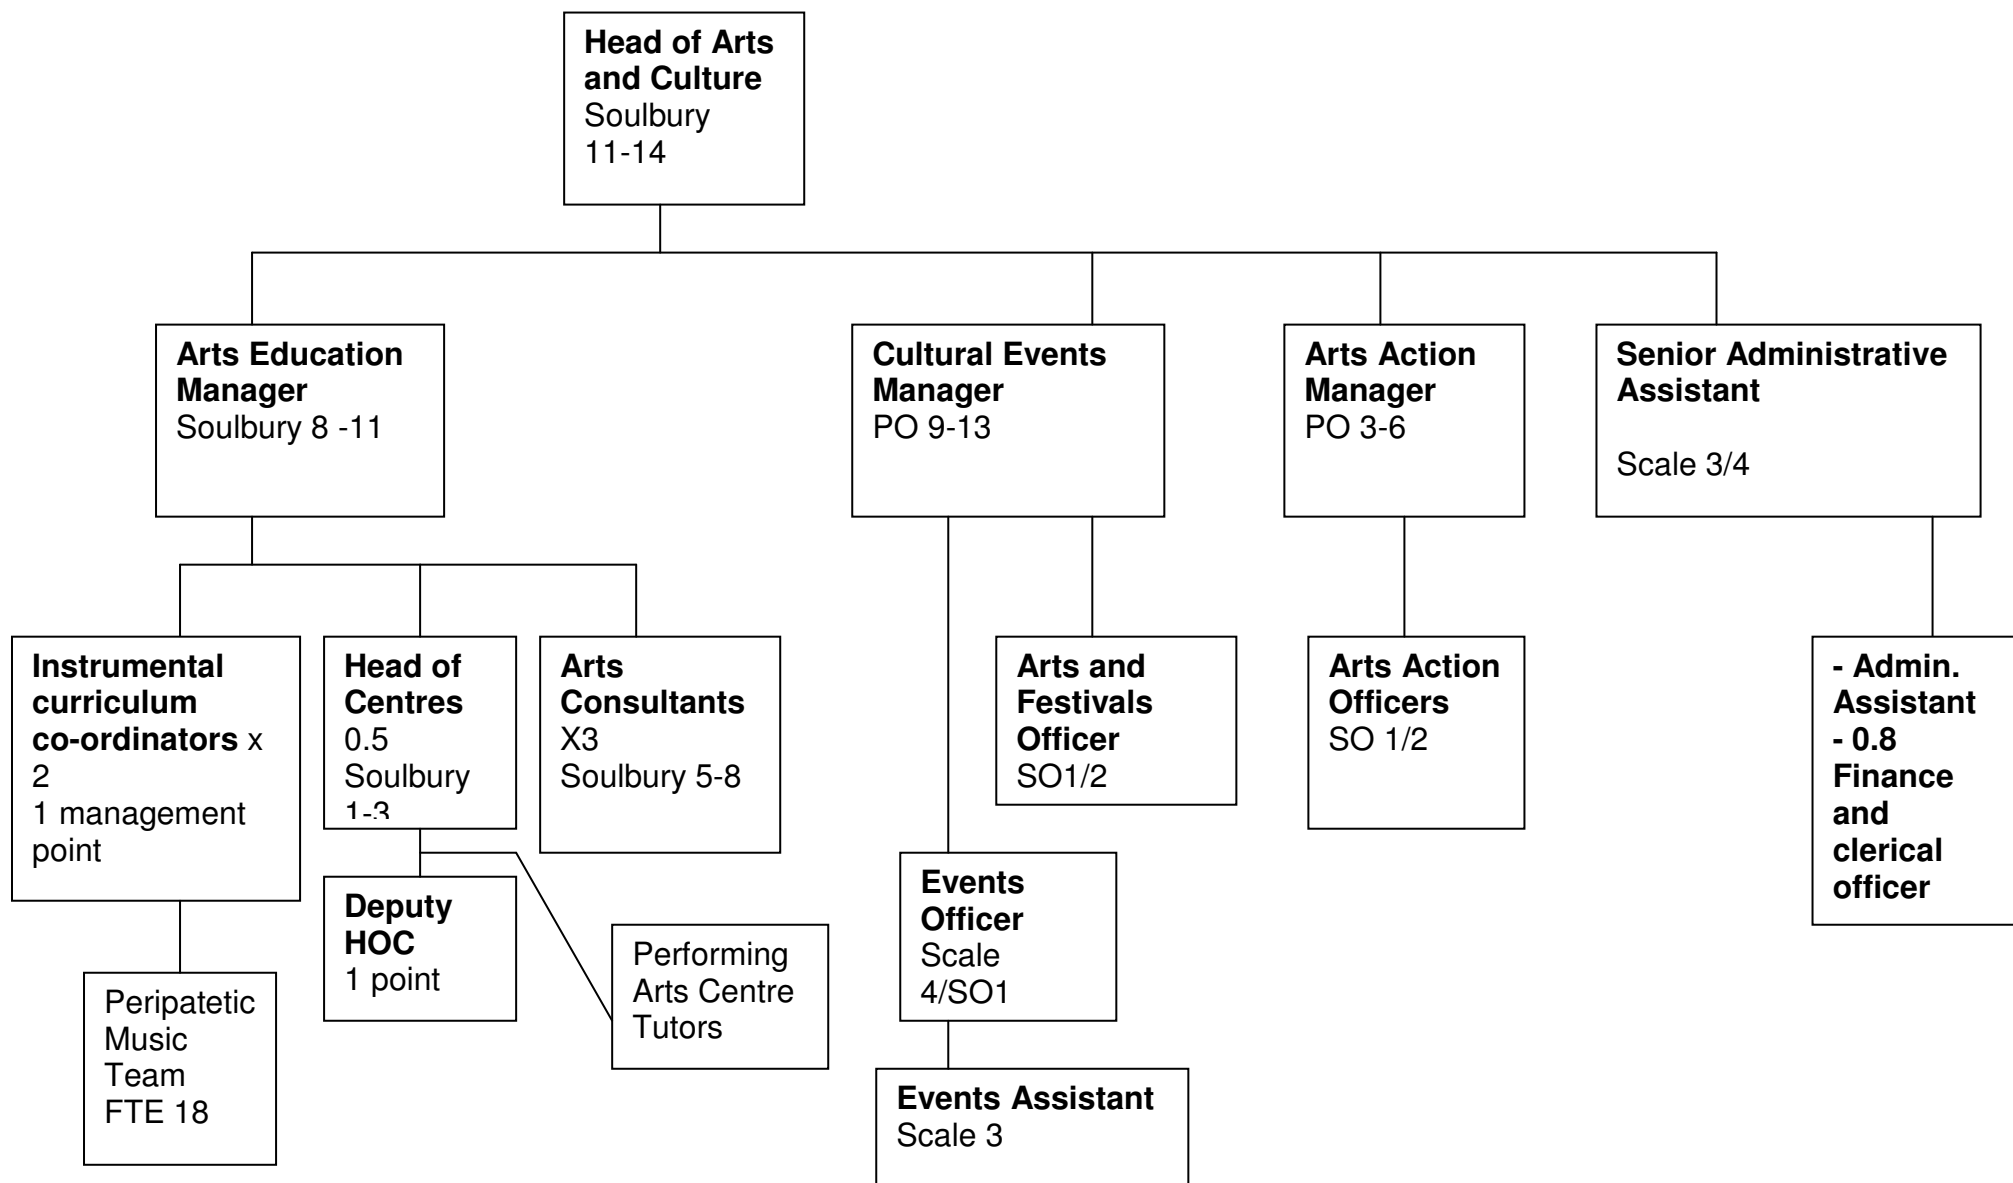 Head of Arts
and Culture
Soulbury
11-14
Arts Education
Manager
Soulbury 8 -11
Cultural Events
Manager
PO 9-13
Arts Action
Manager
PO 3-6
Senior Administrative
Assistant
Scale 3/4
Instrumental
curriculum
co-ordinators x
2
1 management
point
Head of
Centres
0.5
Soulbury
1-3
Arts
Consultants
X3
Soulbury 5-8
Arts and
Festivals
Officer
SO1/2
Arts Action
Officers
SO 1/2
- Admin.
Assistant
- 0.8
Finance
and
clerical
officer
Deputy
HOC
1 point
Performing
Arts Centre
Tutors
Events
Officer
Scale
4/SO1
Peripatetic
Music
Team
FTE 18
Events Assistant
Scale 3